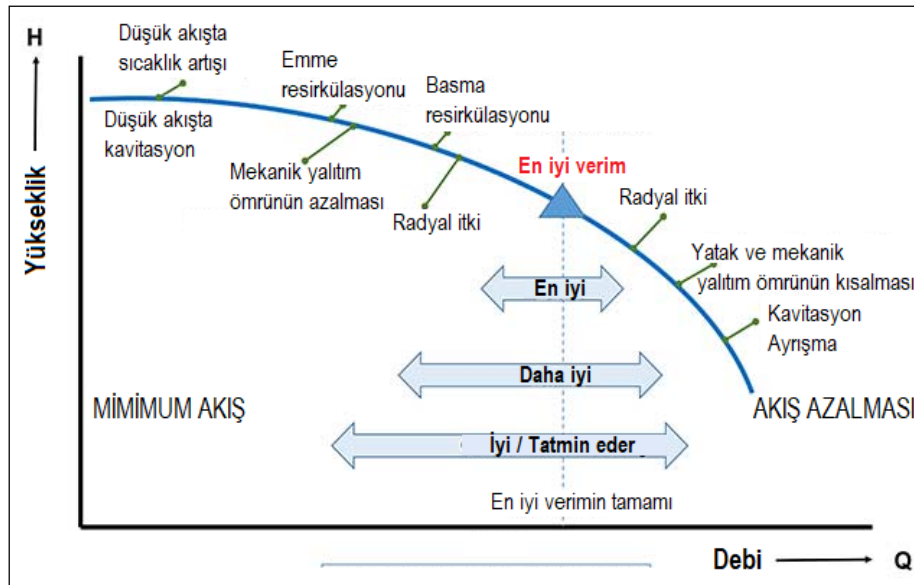 H
Yükseklik
Düşük akışta
sıcaklık artışı
Düşük akışta
kavitasyon
Emme
resirkülasyonu
Mekanik yalıtım
ömrünün azalması
Basma
resirkülasyonu
Radyal itki
En iyi verim
Radyal itki
Yatak ve mekanik
yalıtım ömrünün kısalması
Kavitasyon
Ayrışma
En iyi
Daha iyi
MİMİMUM AKIŞ
AKIŞ AZALMASI
İyi / Tatmin eder
En iyi verimin tamamı
Debi
Q